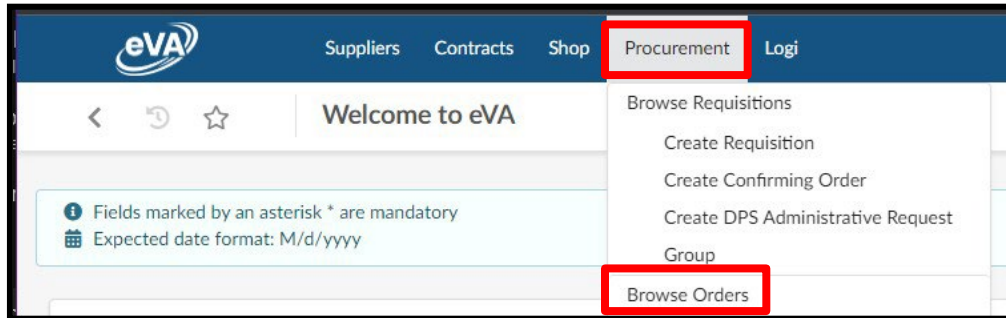 eVA Suppliers Contracts Shop Procurement Logi
Welcome to eVA
Browse Requisitions
Create Requisition
Create Confirming Order
Create DPS Administrative Request
Group
Browse Orders
Fields marked by an asterisk * are mandatory
Expected date format: M/d/yyyy